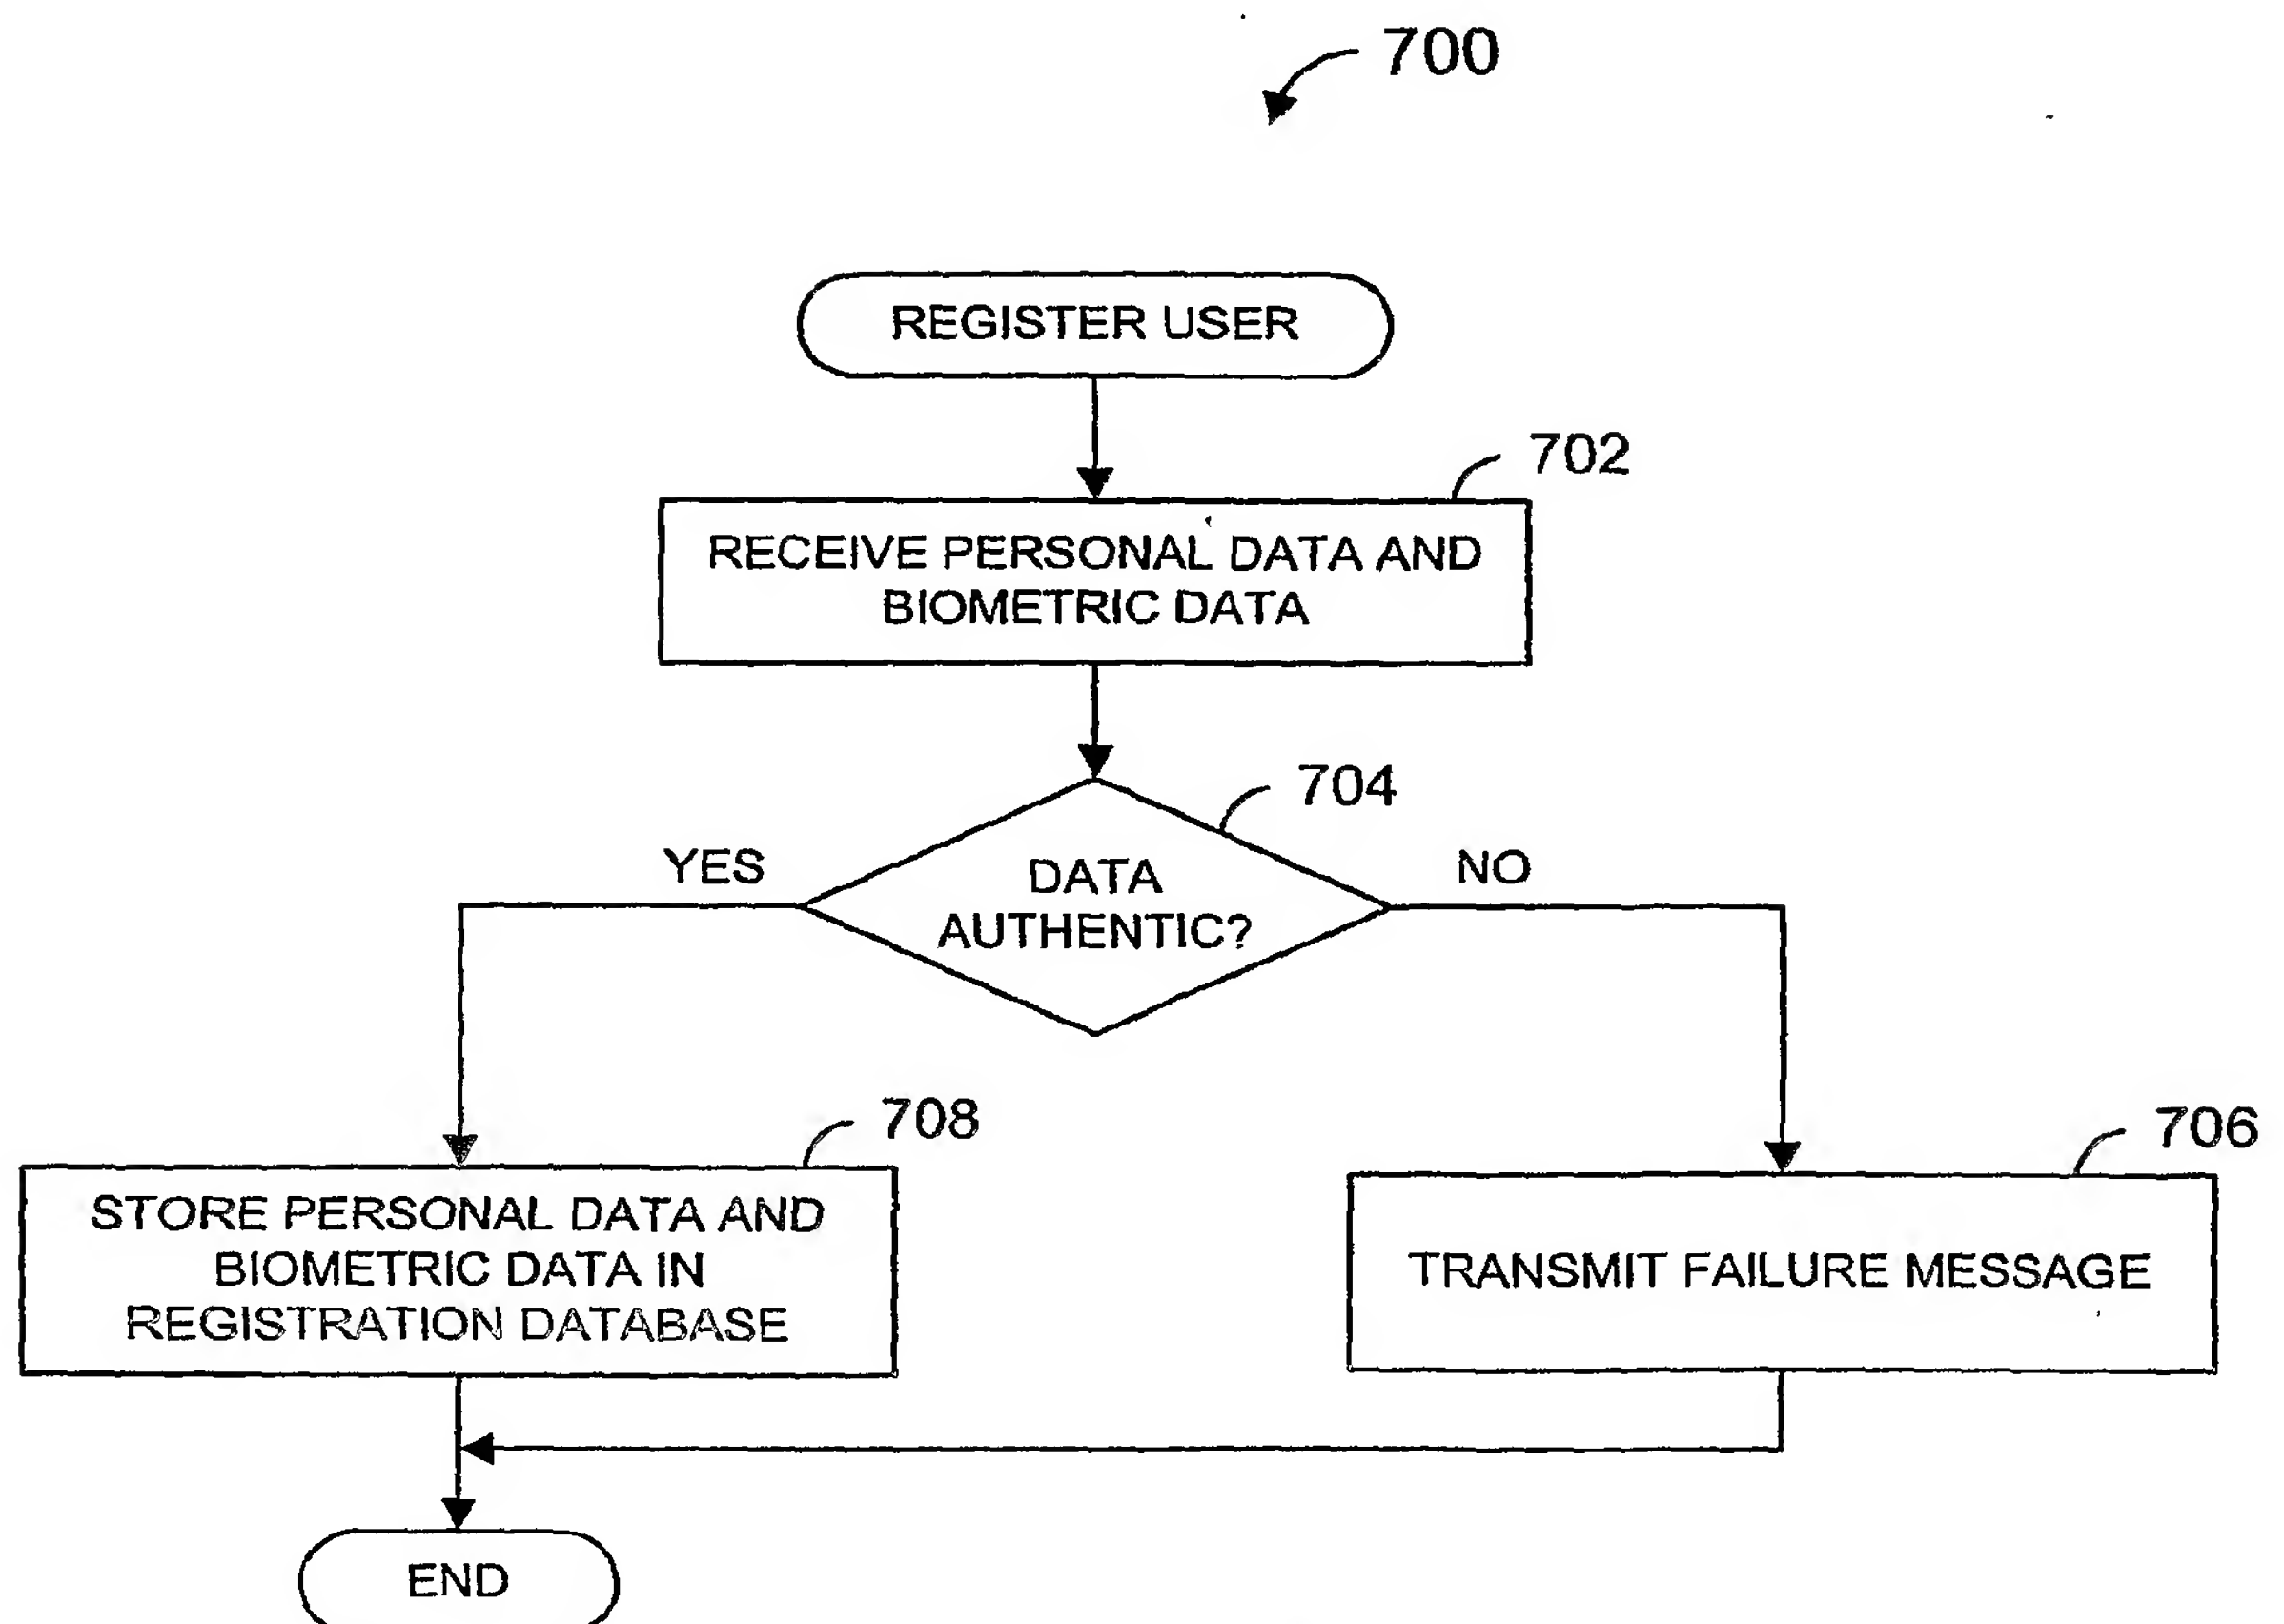 700
REGISTER USER
702
RECEIVE PERSONAL DATA AND
BIOMETRIC DATA
704
YES
DATA
AUTHENTIC?
NO
708
STORE PERSONAL DATA AND
BIOMETRIC DATA IN
REGISTRATION DATABASE
706
TRANSMIT FAILURE MESSAGE
END